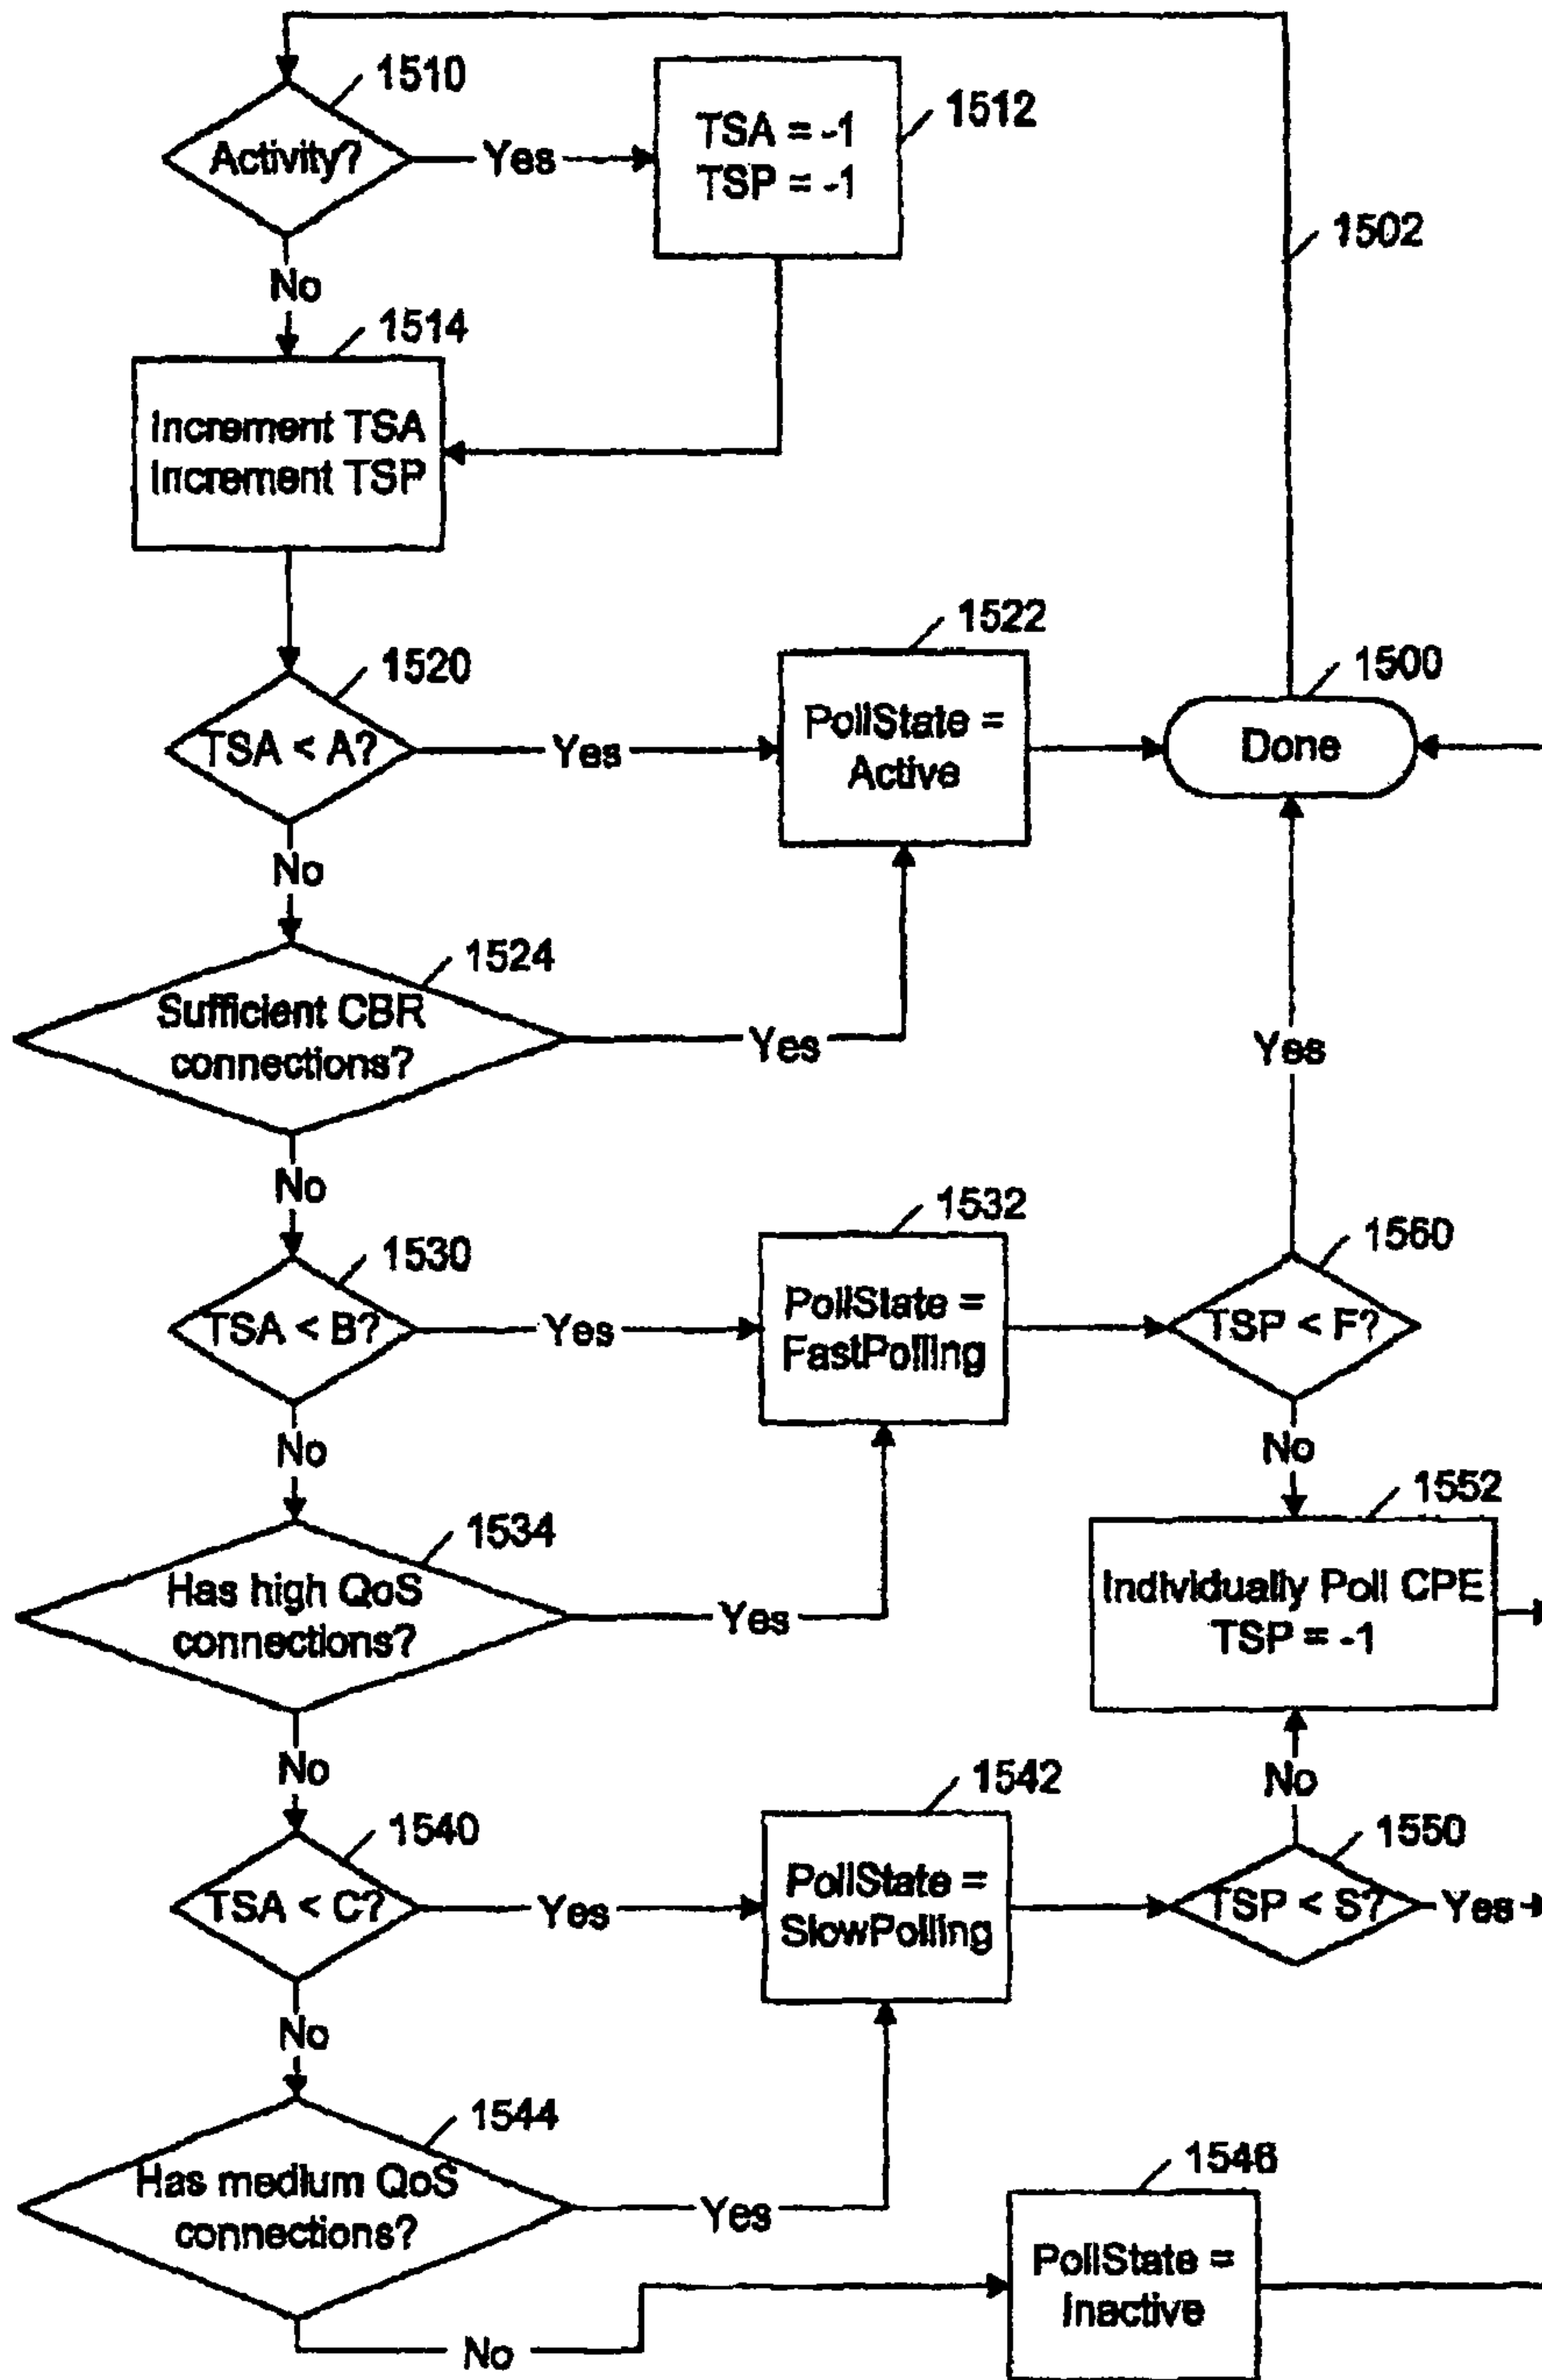 1510
Activity?
Yes
1512
TSA = -1
TSP = -1
1502
No
1514
Increment TSA
Increment TSP
1520
TSA < A?
Yes
1522
PollState =
Active
1500
Done
No
1524
Sufficient CBR
connections?
Yes
Yes
No
1530
TSA < B?
Yes
1532
PollState =
FastPolling
1560
TSP < F?
No
No
1534
Has high QoS
connections?
Yes
1552
Individually Poll CPE
TSP = -1
No
No
1540
TSA < C?
Yes
1542
PollState =
SlowPolling
1550
TSP < S?
Yes
No
1544
Has medium QoS
connections?
Yes
1546
PollState =
Inactive
No